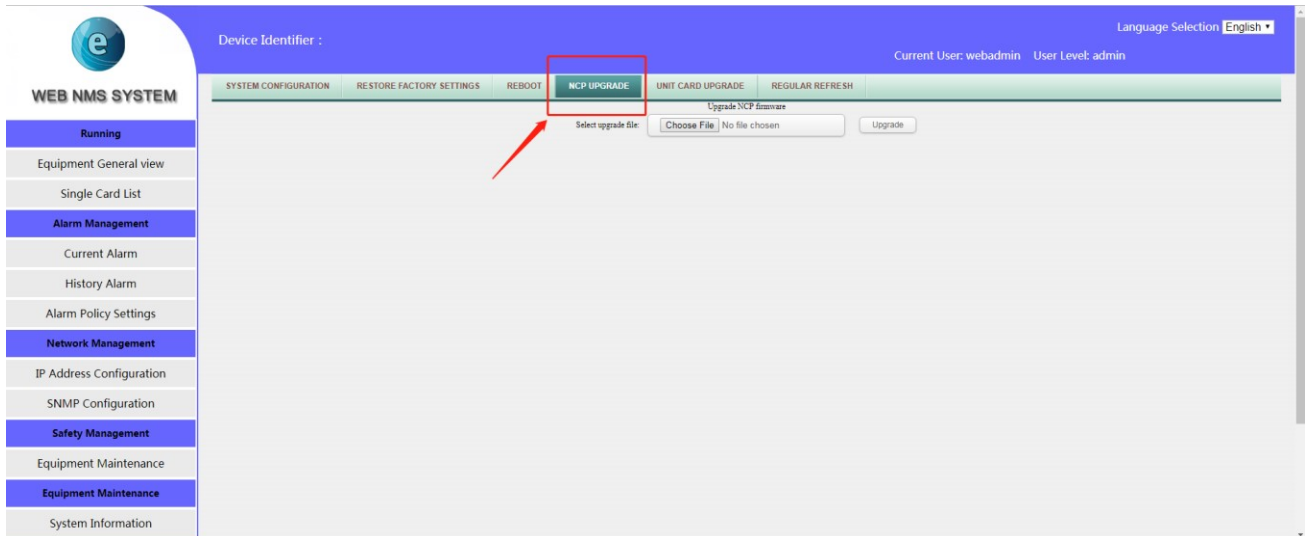 e
WEB NMS SYSTEM
Device Identifier :
Language Selection English
Current User: webadmin User Level: admin
SYSTEM CONFIGURATION RESTORE FACTORY SETTINGS REBOOT NCP UPGRADE UNIT CARD UPGRADE REGULAR REFRESH
Upgrade NCP firmware
Select upgrade file: Choose File No file chosen Upgrade
Running
Equipment General view
Single Card List
Alarm Management
Current Alarm
History Alarm
Alarm Policy Settings
Network Management
IP Address Configuration
SNMP Configuration
Safety Management
Equipment Maintenance
Equipment Maintenance
System Information